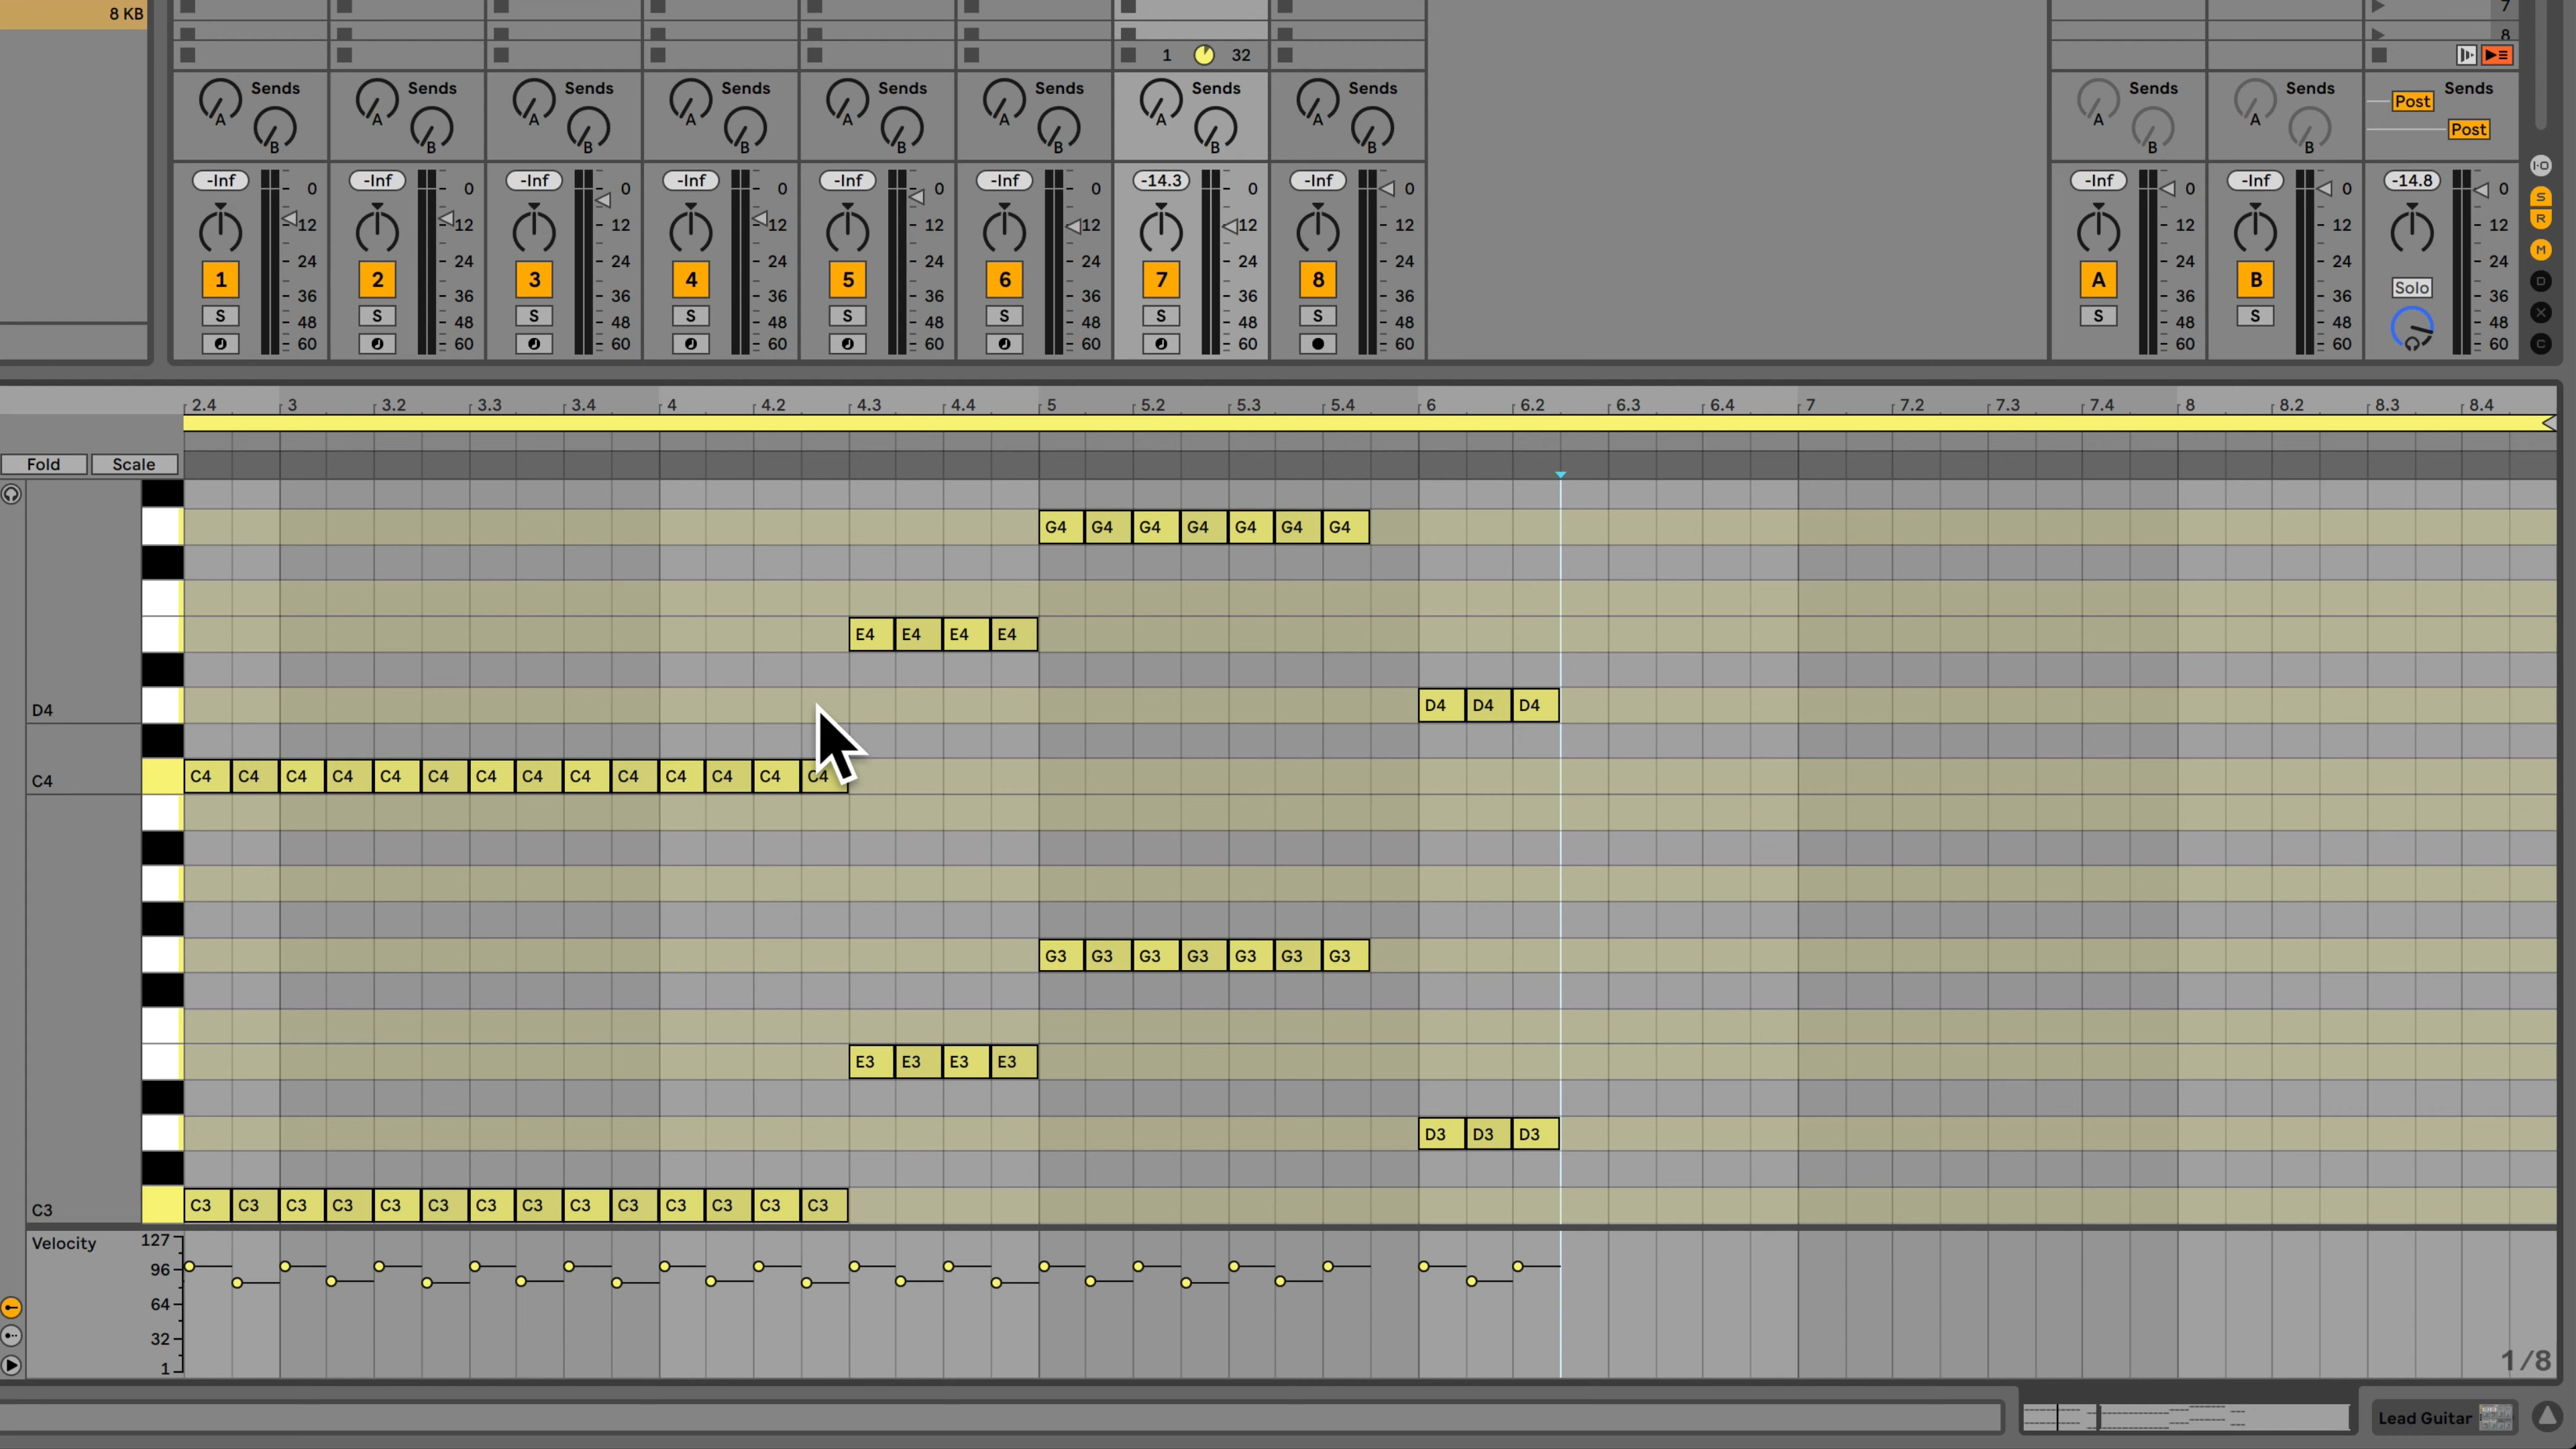 8 KB
7
8
1 32
Sends Sends Sends Sends Sends Sends Sends Sends Sends Sends Sends
A A A A A A A A A A Post
B B B B B B B B B B Post
-Inf 0 -Inf 0 -Inf 0 -Inf 0 -Inf 0 -Inf 0 -14.3 0 -Inf 0 -Inf 0 -Inf 0 -14.8 0
12 12 12 12 12 12 12 12 12 12 12
24 24 24 24 24 24 24 24 24 24 24
1 2 3 4 5 6 7 8 A B Solo
36 36 36 36 36 36 36 36 36 36 36
S S S S S S S S S S
48 48 48 48 48 48 48 48 48 48 48
60 60 60 60 60 60 60 60 60 60 60
I·O
S
R
M
D
X
C
2.4 3 3.2 3.3 3.4 4 4.2 4.3 4.4 5 5.2 5.3 5.4 6 6.2 6.3 6.4 7 7.2 7.3 7.4 8 8.2 8.3 8.4
Fold Scale
G4 G4 G4 G4 G4 G4 G4
E4 E4 E4 E4
D4 D4 D4 D4
C4 C4 C4 C4 C4 C4 C4 C4 C4 C4 C4 C4 C4 C4 C4
G3 G3 G3 G3 G3 G3 G3
E3 E3 E3 E3
D3 D3 D3
C3 C3 C3 C3 C3 C3 C3 C3 C3 C3 C3 C3 C3 C3 C3
Velocity 127
96
64
32
1
1/8
Lead Guitar